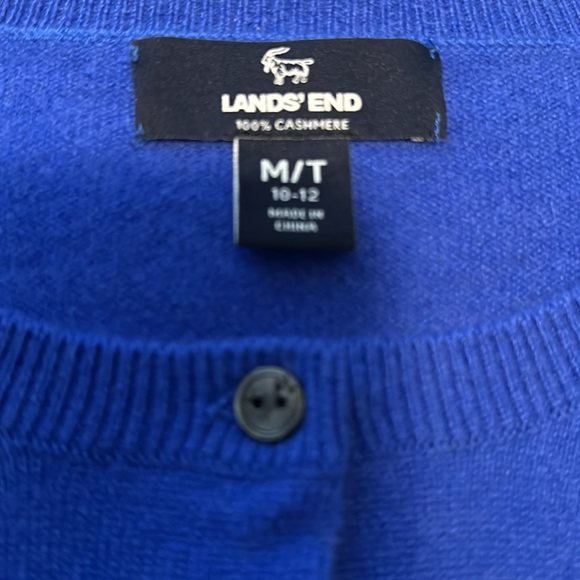 LANDS' END
100% CASHMERE
M/T
10-12
MADE IN
CHINA